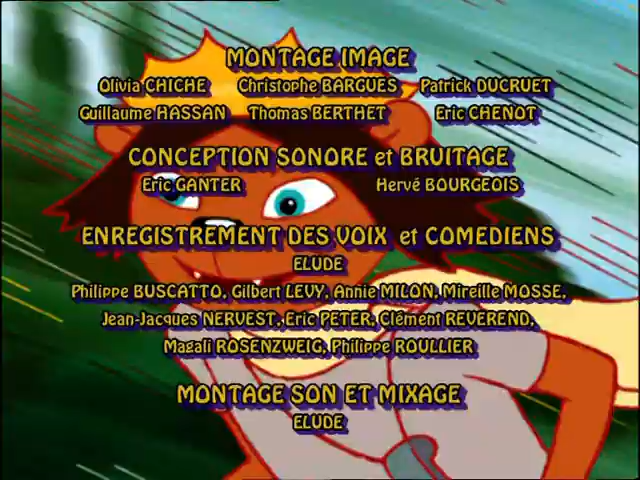 MONTAGE IMAGE
Olivia CHICHE Christophe BARGUES Patrick DUCRUET
Guillaume HASSAN Thomas BERTHET Eric CHENOT
CONCEPTION SONORE et BRUITAGE
Eric GANTER Hervé BOURGEOIS
ENREGISTREMENT DES VOIX et COMEDIENS
ELUDE
Philippe BUSCATTO, Gilbert LEVY, Annie MILON, Mireille MOSSE,
Jean-Jacques NERVEST, Eric PETER, Clément REVEREND,
Magali ROSENZWEIG, Philippe ROULLIER
MONTAGE SON ET MIXAGE
ELUDE